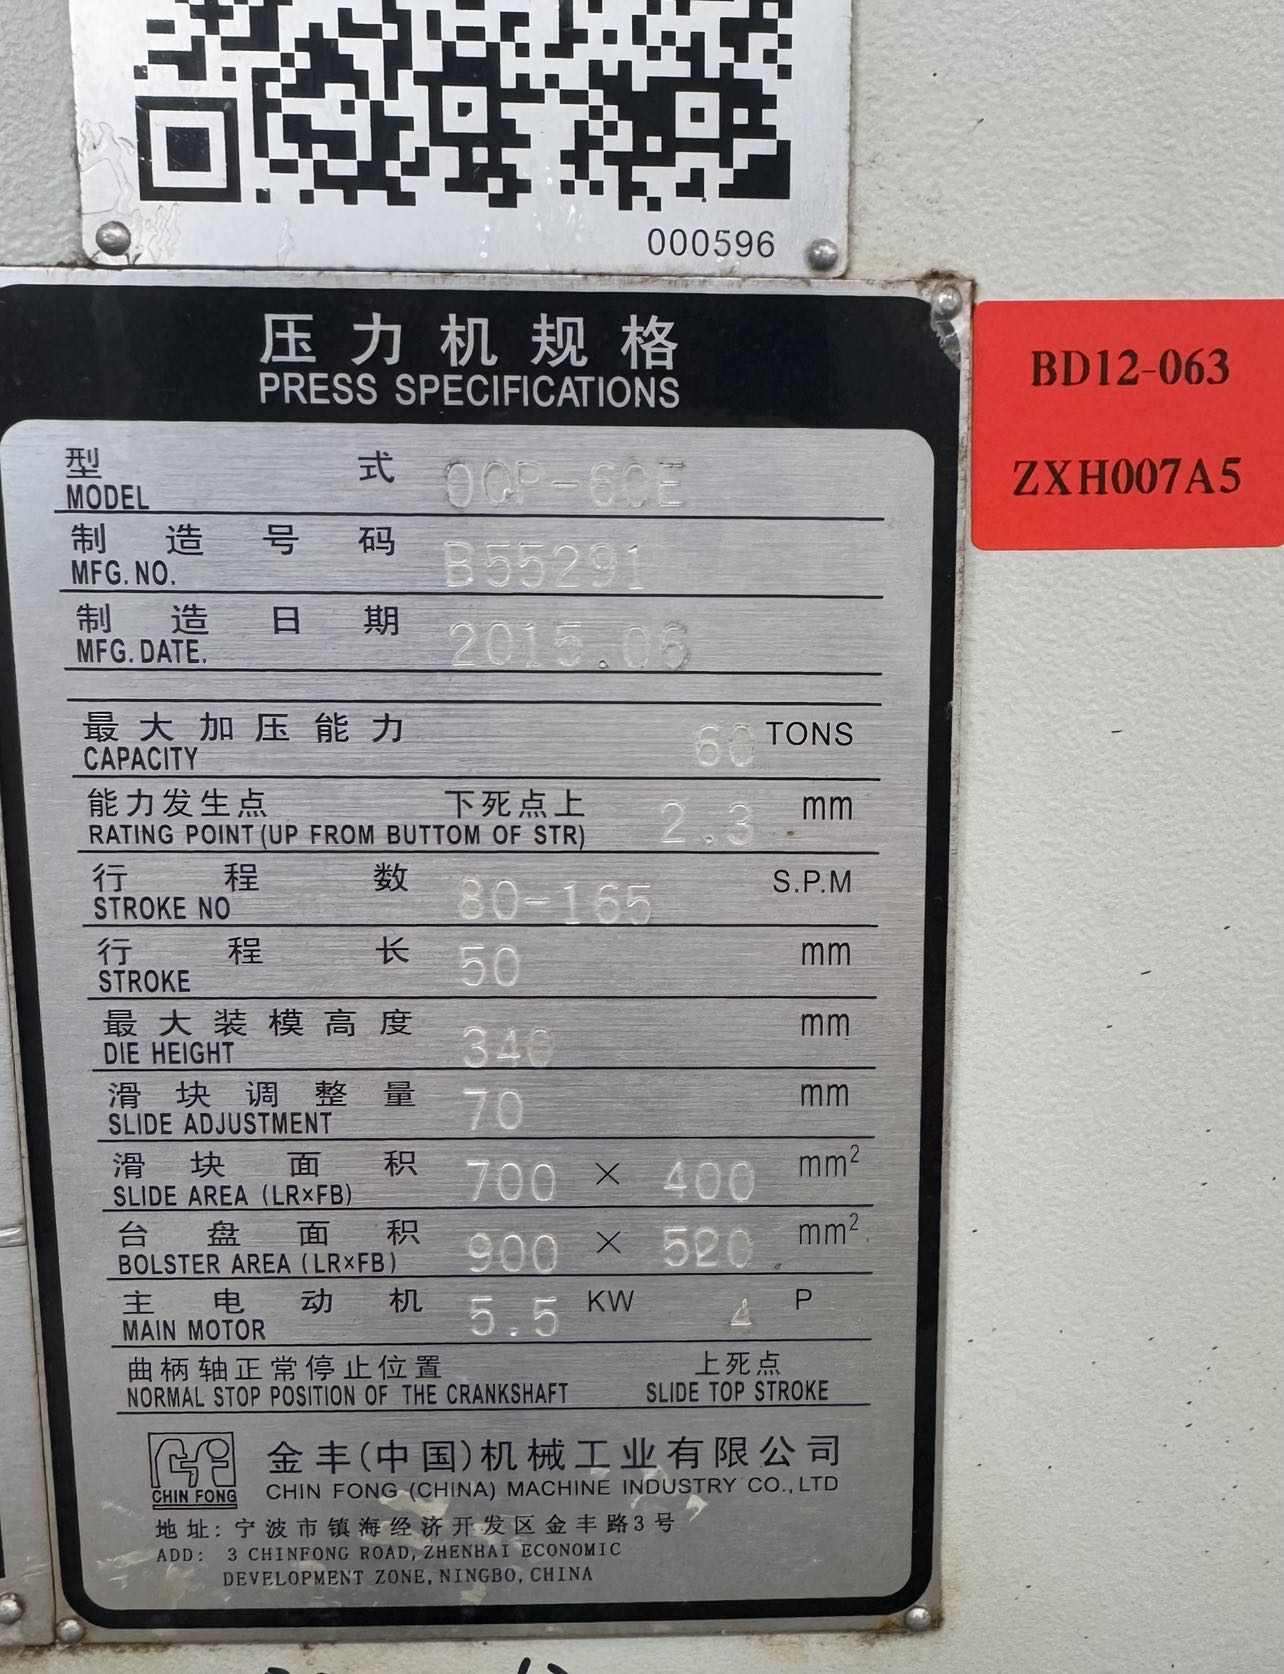 000596
压力机规格
PRESS SPECIFICATIONS
BD12-063
ZXH007A5
型 式 OCP-60E
MODEL
制造号码 B55291
MFG. NO.
制造日期 2015.06
MFG. DATE.
最大加压能力 60 TONS
CAPACITY
能力发生点 下死点上 2.3 mm
RATING POINT (UP FROM BUTTOM OF STR)
行程数 80-165 S.P.M
STROKE NO
行程长 50 mm
STROKE
最大装模高度 340 mm
DIE HEIGHT
滑块调整量 70 mm
SLIDE ADJUSTMENT
滑块面积 700 × 400 mm²
SLIDE AREA (LR×FB)
台盘面积 900 × 520 mm²
BOLSTER AREA (LR×FB)
主电动机 5.5 KW 4 P
MAIN MOTOR
曲柄轴正常停止位置 上死点
NORMAL STOP POSITION OF THE CRANKSHAFT SLIDE TOP STROKE
金丰(中国)机械工业有限公司
CHIN FONG CHIN FONG (CHINA) MACHINE INDUSTRY CO., LTD
地址: 宁波市镇海经济开发区金丰路3号
ADD: 3 CHINFONG ROAD, ZHENHAI ECONOMIC
DEVELOPMENT ZONE, NINGBO, CHINA